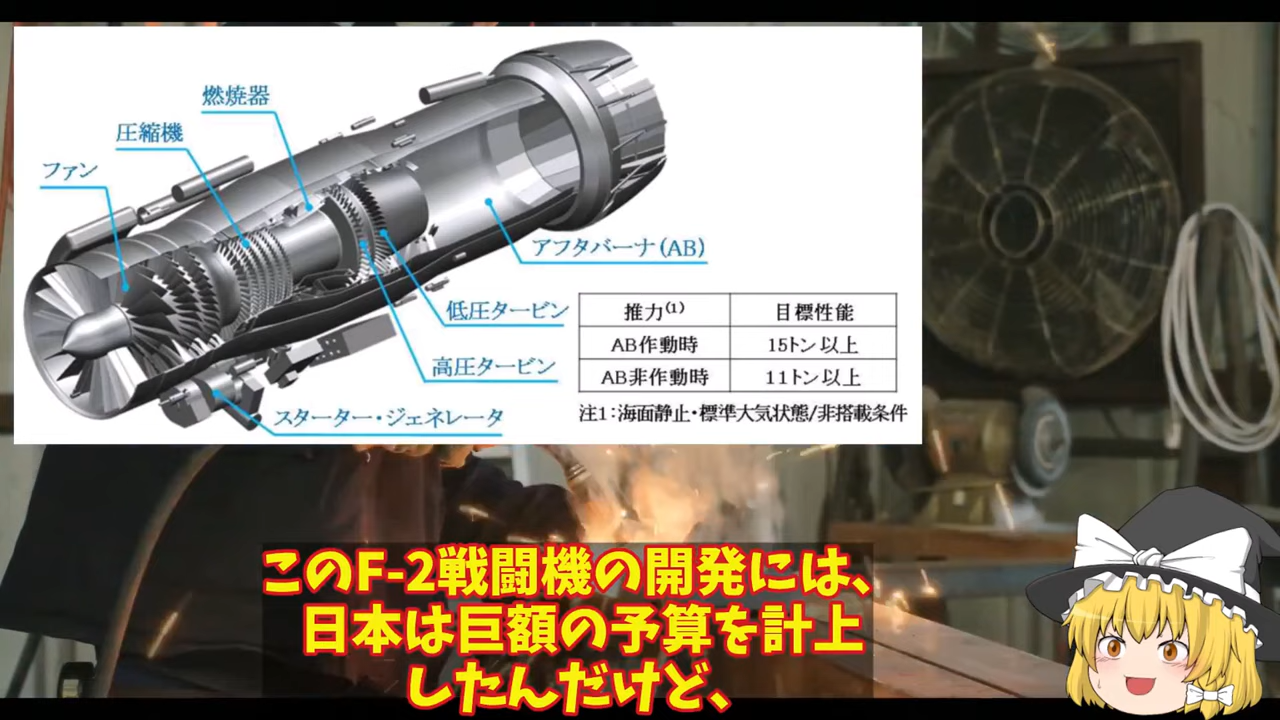 燃焼器
圧縮機
ファン
アフタバーナ(AB)
低圧タービン
高圧タービン
スターター・ジェネレータ
推力(1) 目標性能
AB作動時 15トン以上
AB非作動時 11トン以上
注1:海面静止・標準大気状態/非搭載条件
このF-2戦闘機の開発には、
日本は巨額の予算を計上
したんだけど、